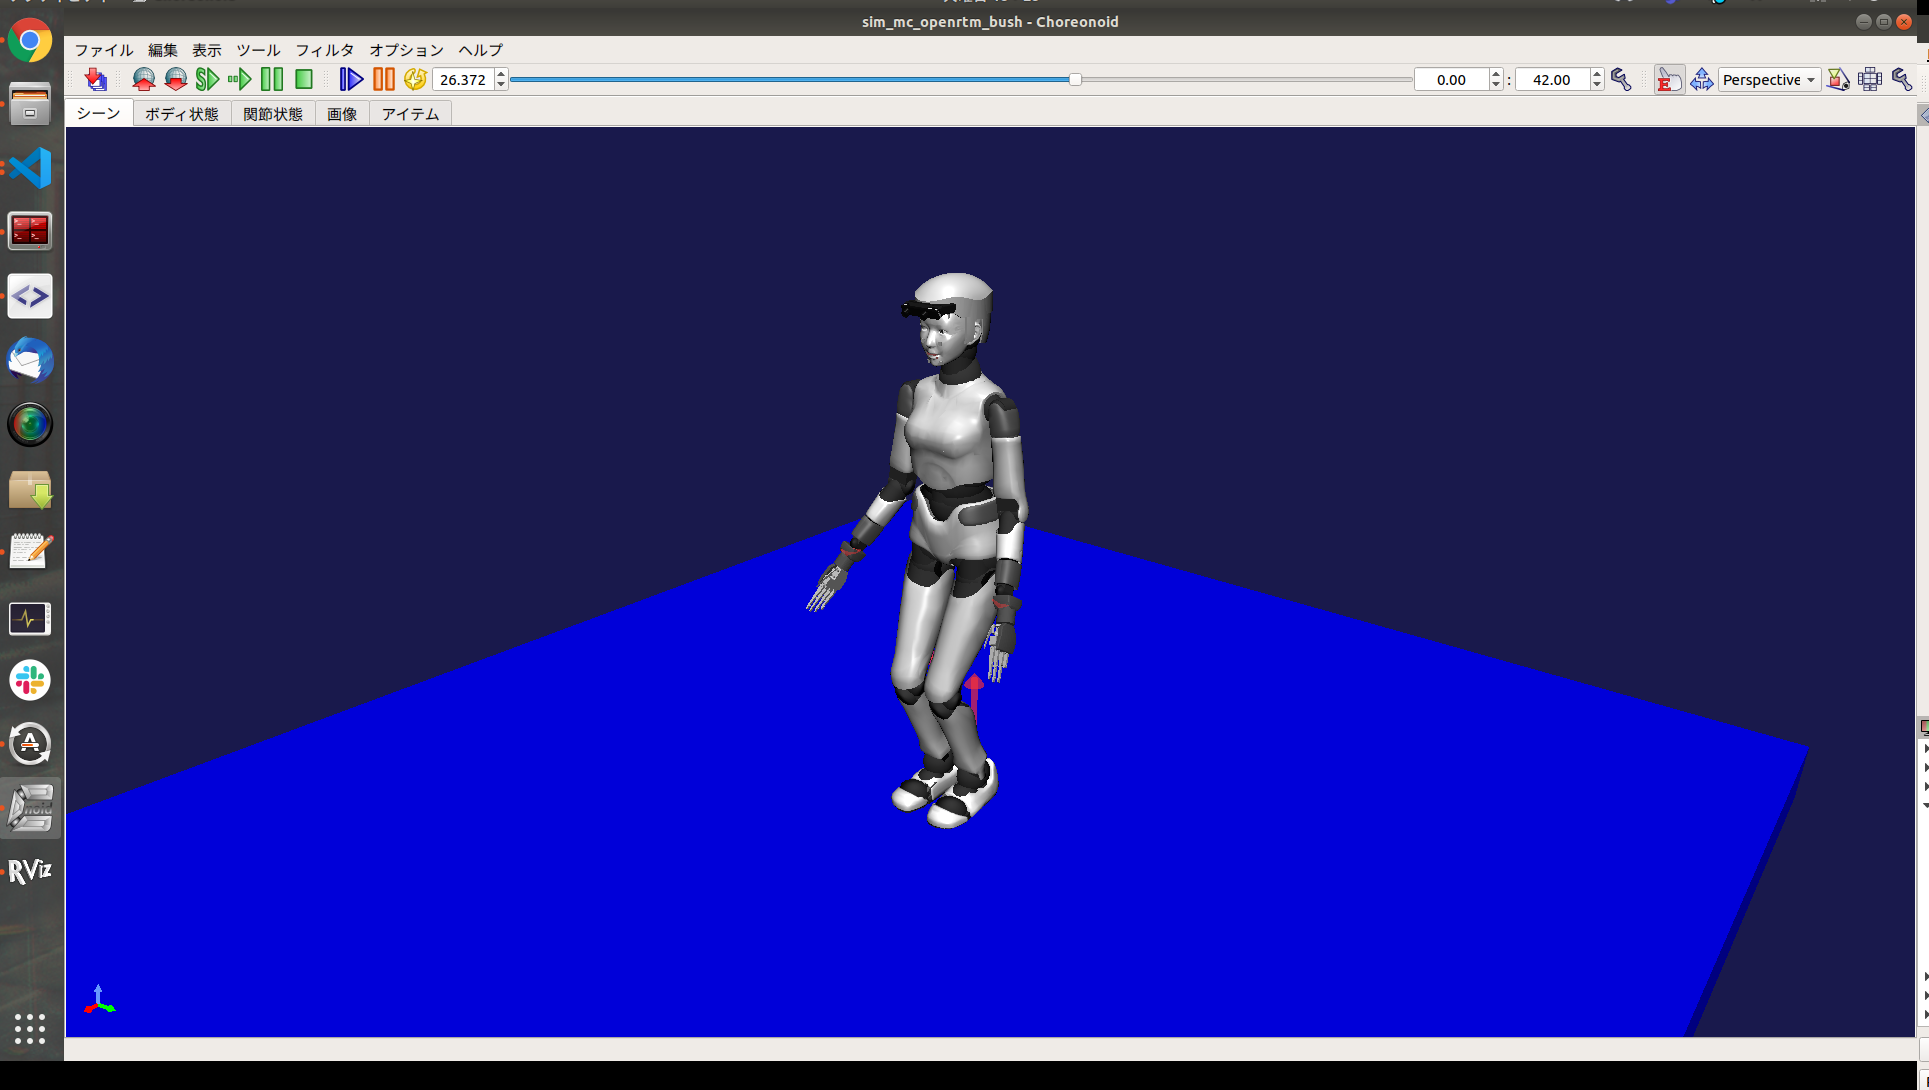 sim_mc_openrtm_bush - Choreonoid
ファイル 編集 表示 ツール フィルタ オプション ヘルプ
26.372 0.00 : 42.00 Perspective
シーン ボディ状態 関節状態 画像 アイテム
RViz